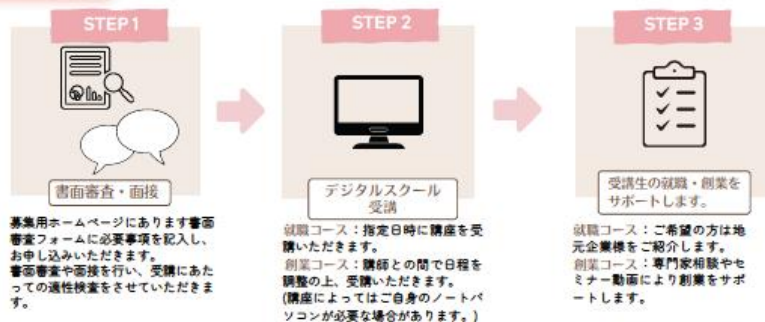 STEP 1
書面審査・面接
募集用ホームページにあります書面
審査フォームに必要事項を記入し、
お申し込みいただきます。
書面審査や面接を行い、受講にあた
っての適性検査をさせていただきま
す。
STEP 2
デジタルスクール
受講
就職コース：指定日時に講座を受
講いただきます。
創業コース：講師との間で日程を
調整の上、受講いただきます。
(講座によってはご自身のノートパ
ソコンが必要な場合があります。)
STEP 3
受講生の就職・創業を
サポートします。
就職コース：ご希望の方は地
元企業様をご紹介します。
創業コース：専門家相談やセ
ミナー動画により創業をサポ
ートします。